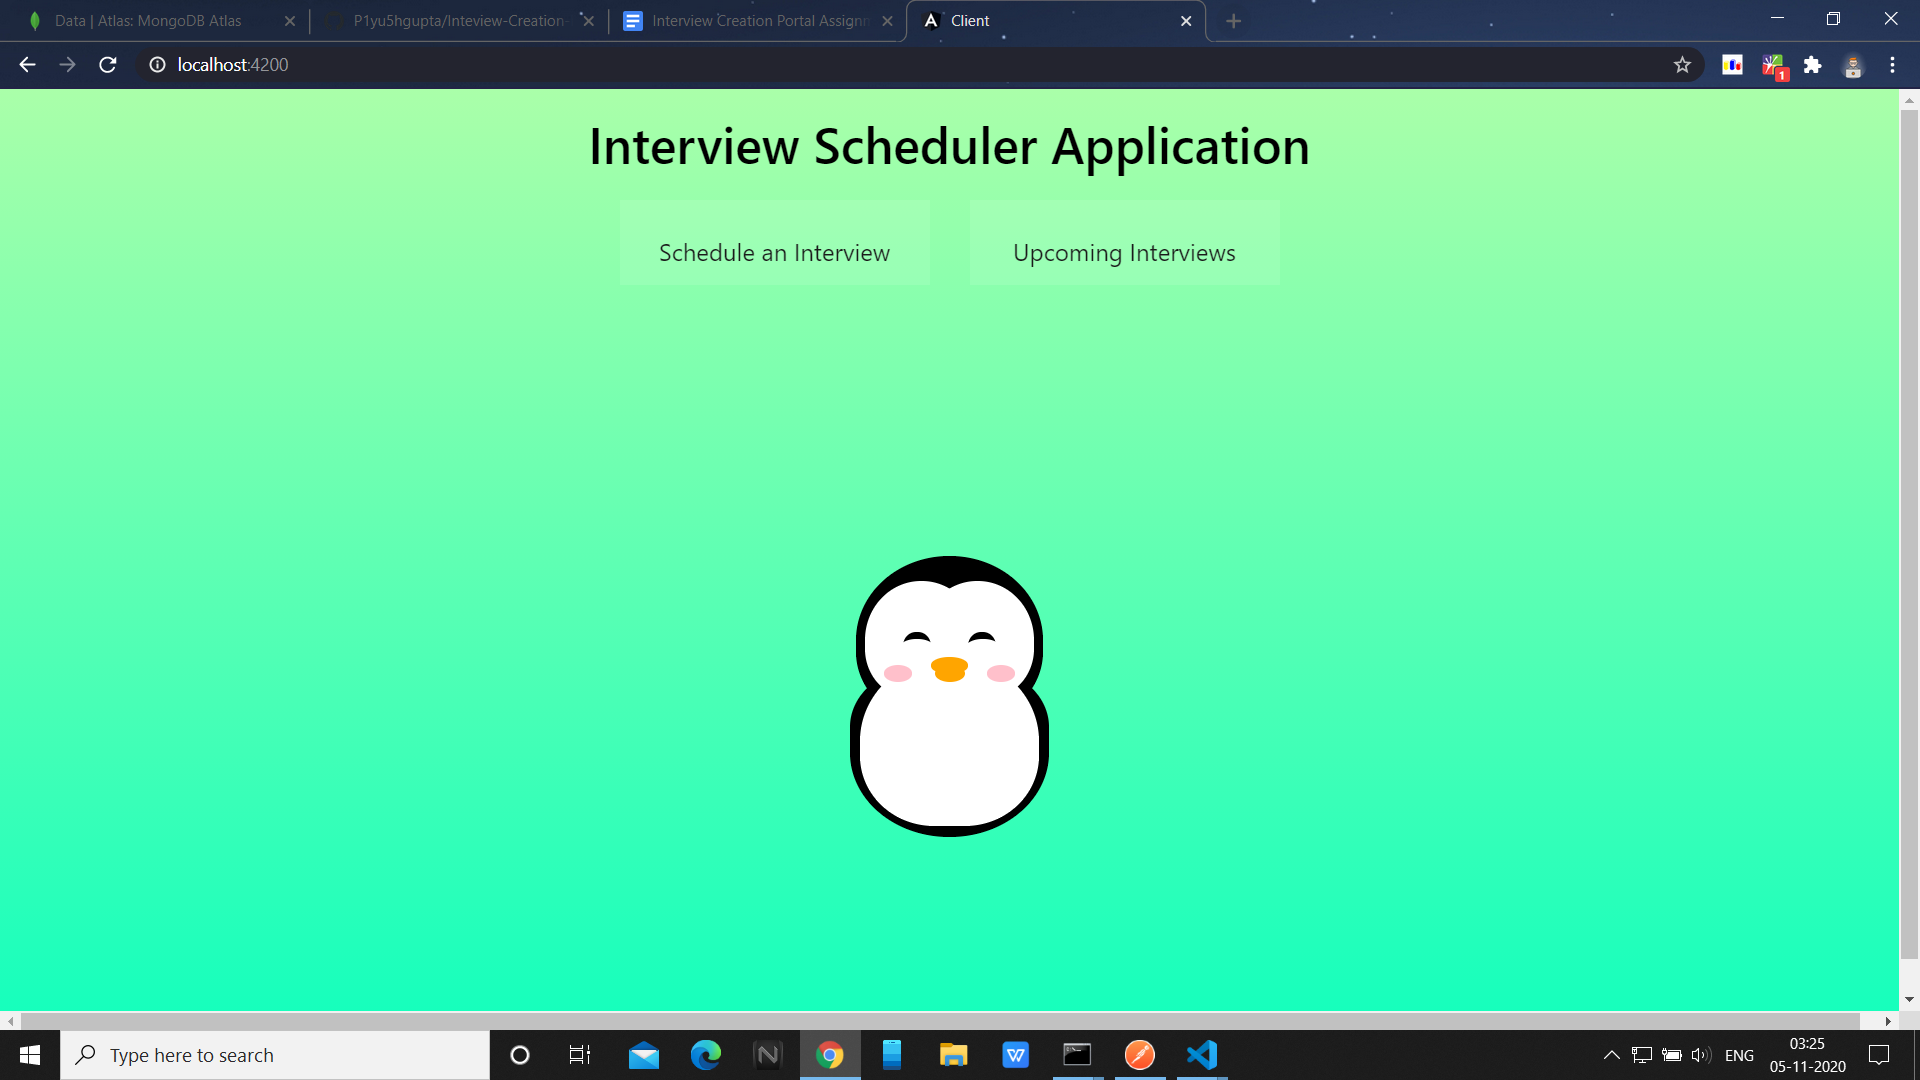 Data | Atlas: MongoDB Atlas
P1yu5hgupta/Inteview-Creation-
Interview Creation Portal Assignm
Client
localhost:4200
1
Interview Scheduler Application
Schedule an Interview
Upcoming Interviews
Type here to search
ENG
03:25
05-11-2020